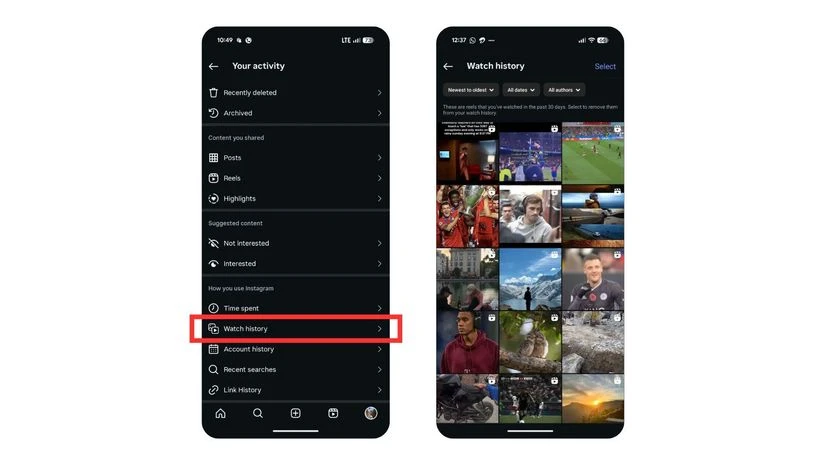 10:49
LTE 73
Your activity
Recently deleted
Archived
Content you shared
Posts
Reels
Highlights
Suggested content
Not interested
Interested
How you use Instagram
Time spent
Watch history
Account history
Recent searches
Link History
12:37
66
Watch history
Select
Newest to oldest
All dates
All authors
These are reels that you've watched in the past 30 days. Select to remove them
from your watch history.